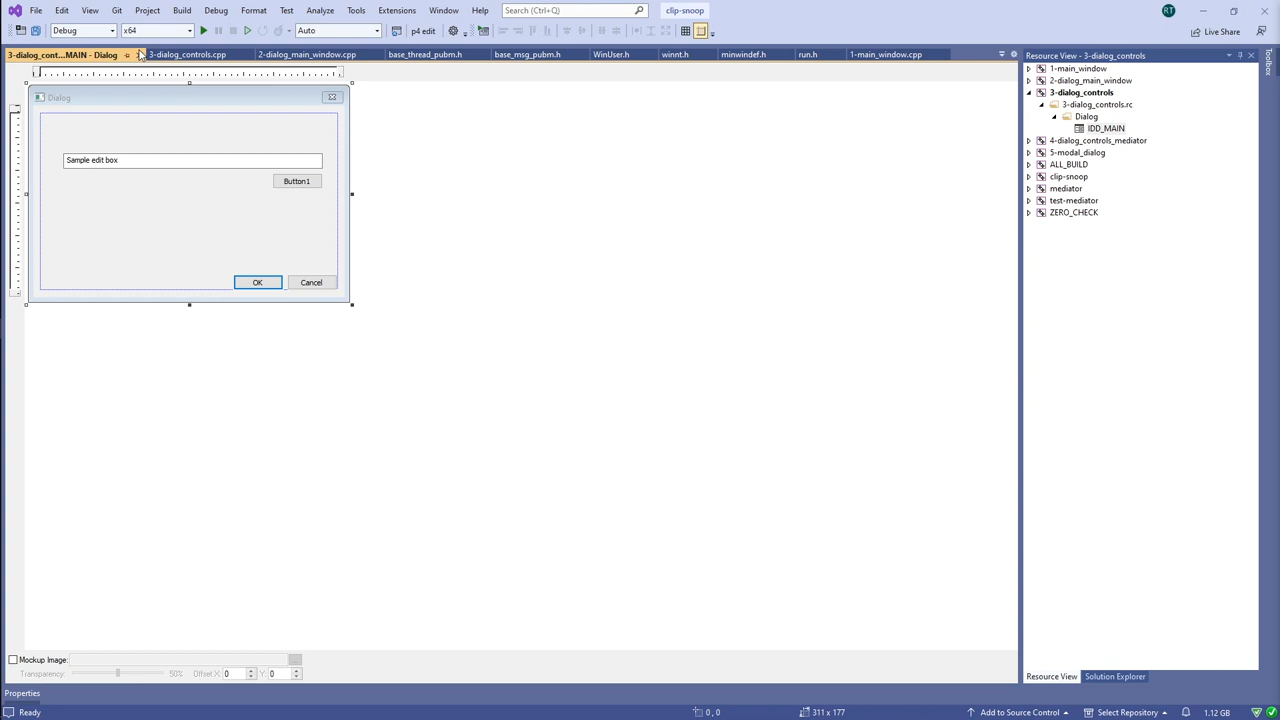 File Edit View Git Project Build Debug Format Test Analyze Tools Extensions Window Help Search (Ctrl+Q) clip-snoop RT
Debug x64 Auto p4 edit Live Share
3-dialog_cont...MAIN - Dialog 3-dialog_controls.cpp 2-dialog_main_window.cpp base_thread_pubm.h base_msg_pubm.h WinUser.h winnt.h minwindef.h run.h 1-main_window.cpp
Resource View - 3-dialog_controls
Toolbox
1-main_window
2-dialog_main_window
3-dialog_controls
3-dialog_controls.rc
Dialog
IDD_MAIN
4-dialog_controls_mediator
5-modal_dialog
ALL_BUILD
clip-snoop
mediator
test-mediator
ZERO_CHECK
Dialog
Sample edit box
Button1
OK Cancel
Mockup Image:
Transparency: 50% Offset X: 0 Y: 0
Resource View Solution Explorer
Properties
Ready 0 , 0 311 x 177 Add to Source Control Select Repository 1.12 GB